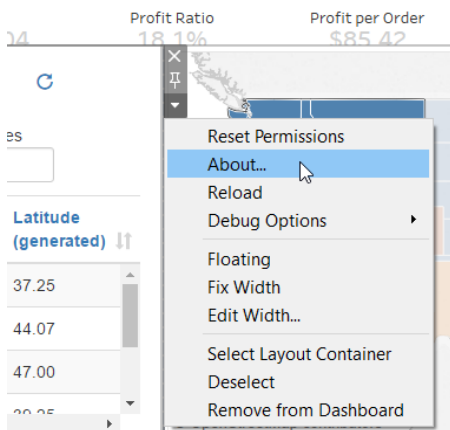 Profit Ratio
Profit per Order
18.1%
$85.42
Reset Permissions
About...
Reload
Debug Options
Latitude
(generated)
Floating
37.25
Fix Width
Edit Width...
44.07
Select Layout Container
47.00
Deselect
Remove from Dashboard